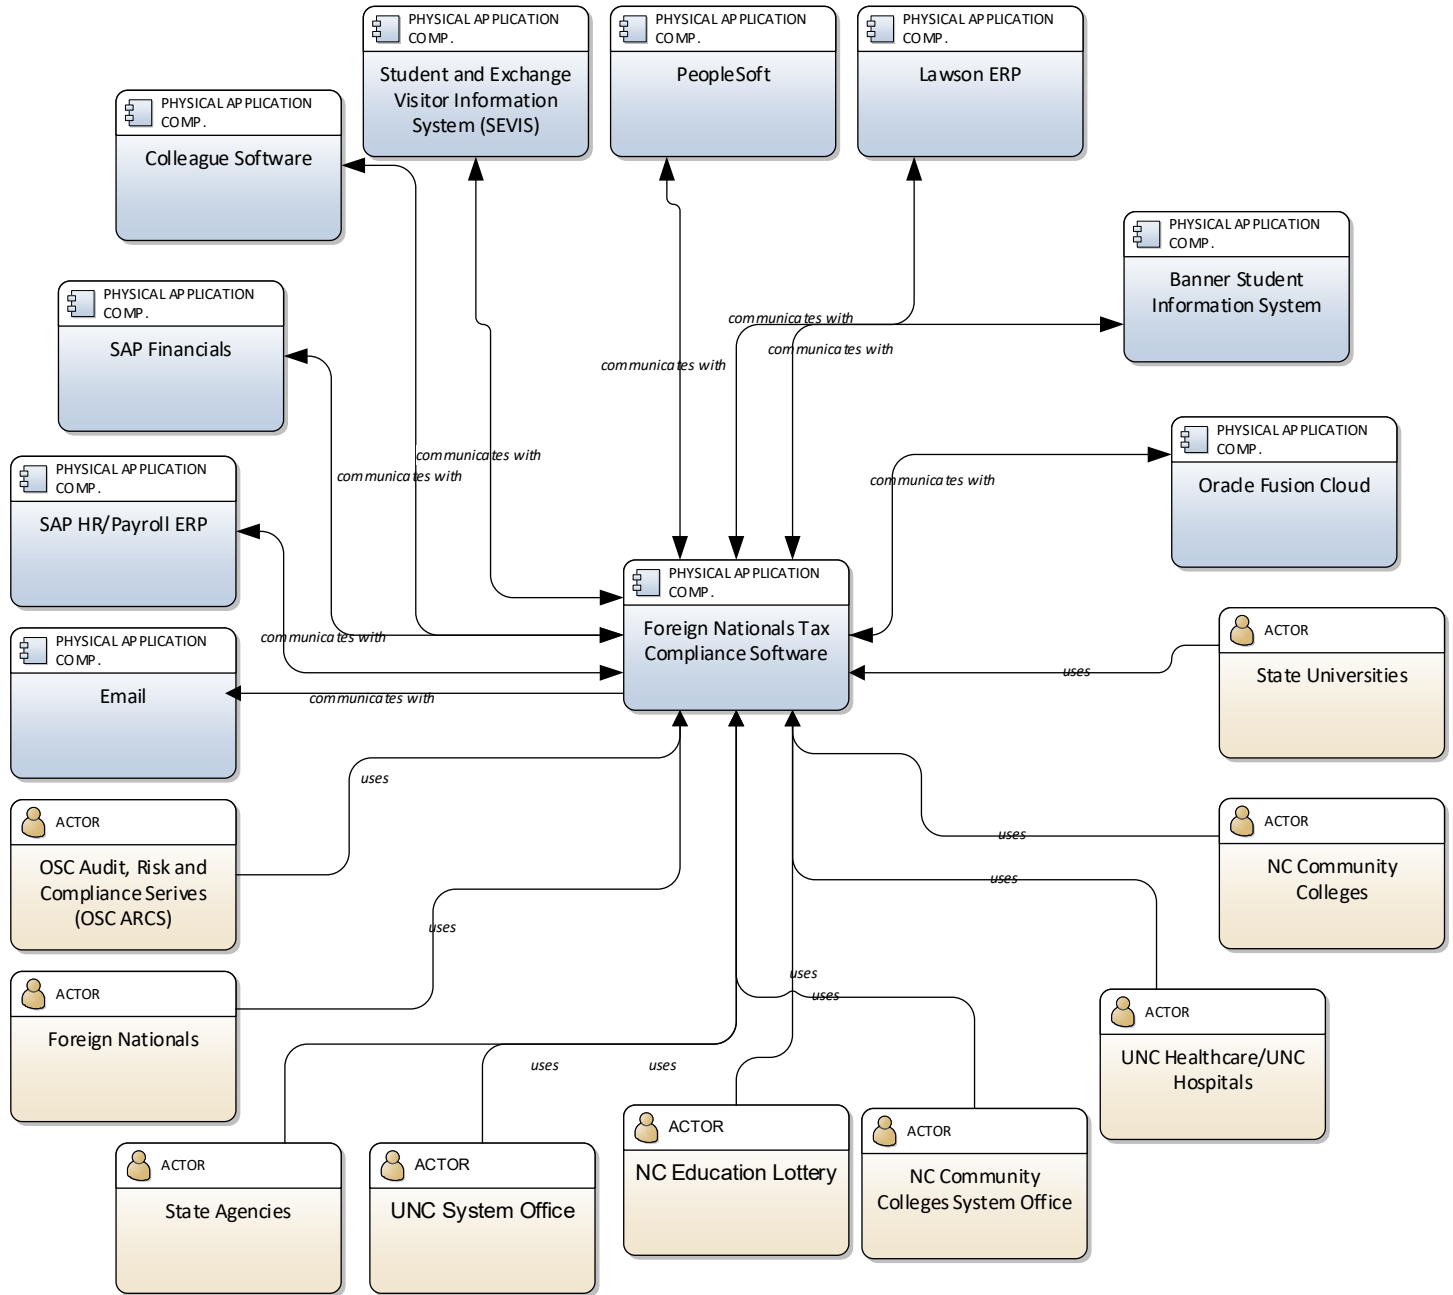 PHYSICAL APPLICATION
COMP.
Student and Exchange
Visitor Information
System (SEVIS)
PHYSICAL APPLICATION
COMP.
PeopleSoft
PHYSICAL APPLICATION
COMP.
Lawson ERP
PHYSICAL APPLICATION
COMP.
Colleague Software
PHYSICAL APPLICATION
COMP.
Banner Student
Information System
PHYSICAL APPLICATION
COMP.
SAP Financials
communicates with
communicates with
communicates with
PHYSICAL APPLICATION
COMP.
Oracle Fusion Cloud
communicates with
communicates with
communicates with
PHYSICAL APPLICATION
COMP.
SAP HR/Payroll ERP
PHYSICAL APPLICATION
COMP.
Foreign Nationals Tax
Compliance Software
communicates with
PHYSICAL APPLICATION
COMP.
Email
communicates with
ACTOR
State Universities
uses
uses
ACTOR
OSC Audit, Risk and
Compliance Serives
(OSC ARCS)
ACTOR
NC Community
Colleges
uses
uses
uses
ACTOR
Foreign Nationals
uses
uses
ACTOR
UNC Healthcare/UNC
Hospitals
uses
uses
ACTOR
State Agencies
ACTOR
UNC System Office
ACTOR
NC Education Lottery
ACTOR
NC Community
Colleges System Office